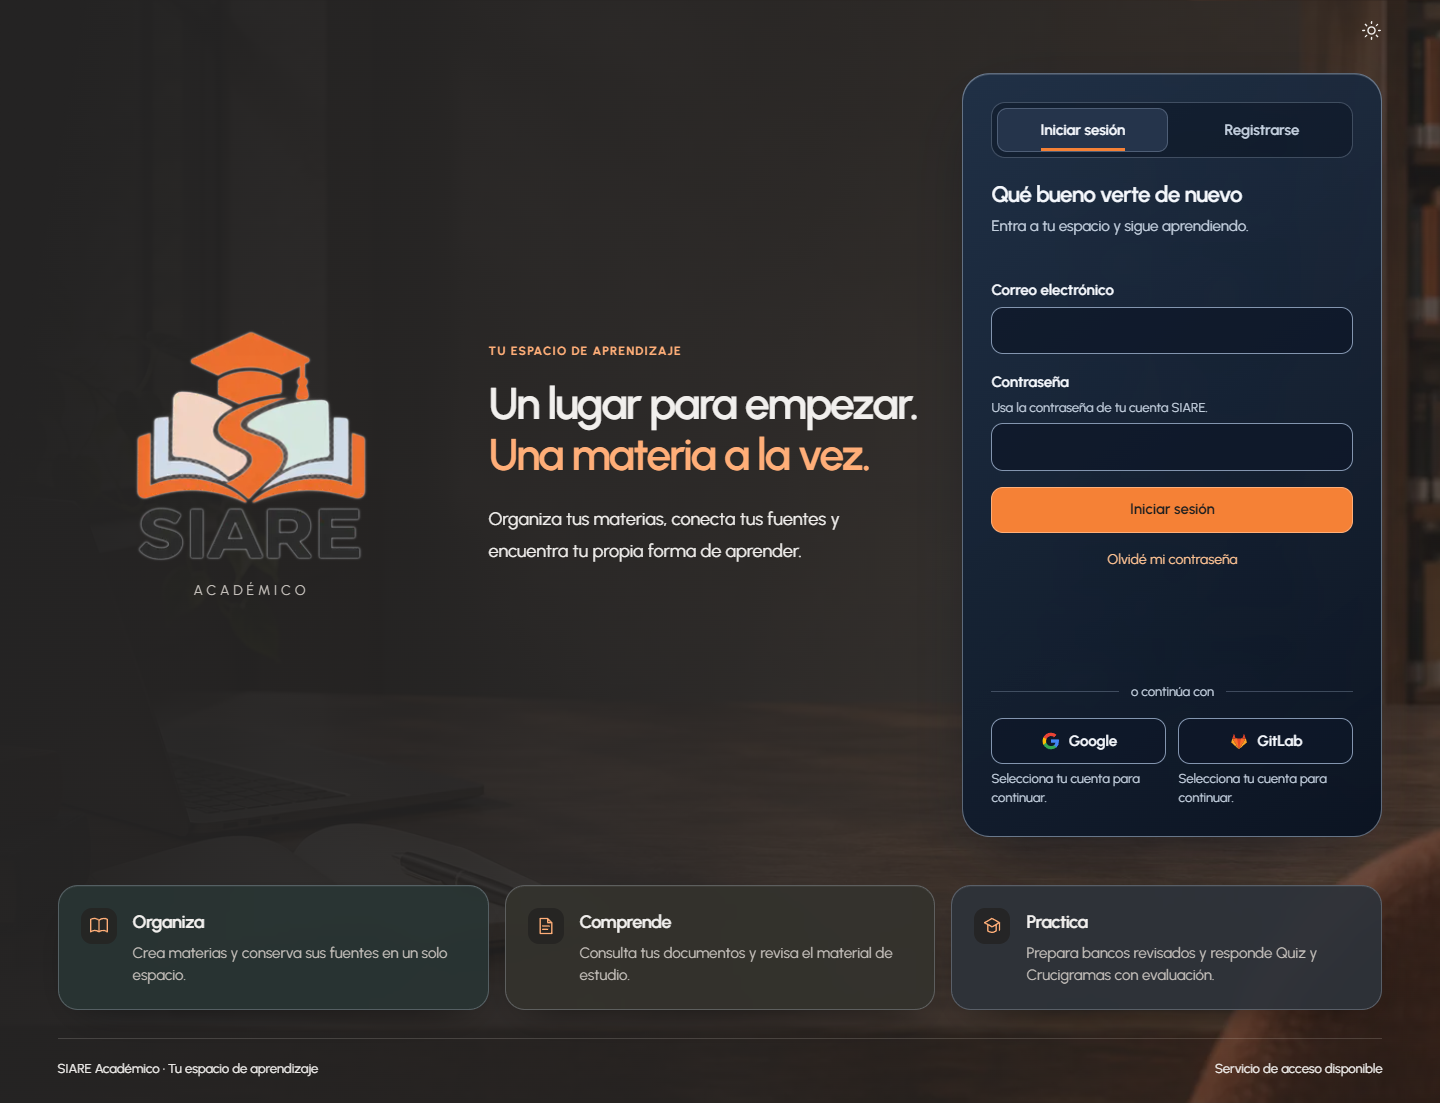 Iniciar sesión
Registrarse
Qué bueno verte de nuevo
Entra a tu espacio y sigue aprendiendo.
Correo electrónico
Contraseña
Usa la contraseña de tu cuenta SIARE.
Iniciar sesión
Olvidé mi contraseña
o continúa con
Google
GitLab
Selecciona tu cuenta para
continuar.
Selecciona tu cuenta para
continuar.
SIARE
ACADÉMICO
TU ESPACIO DE APRENDIZAJE
Un lugar para empezar.
Una materia a la vez.
Organiza tus materias, conecta tus fuentes y
encuentra tu propia forma de aprender.
Organiza
Crea materias y conserva sus fuentes en un solo
espacio.
Comprende
Consulta tus documentos y revisa el material de
estudio.
Practica
Prepara bancos revisados y responde Quiz y
Crucigramas con evaluación.
SIARE Académico · Tu espacio de aprendizaje
Servicio de acceso disponible